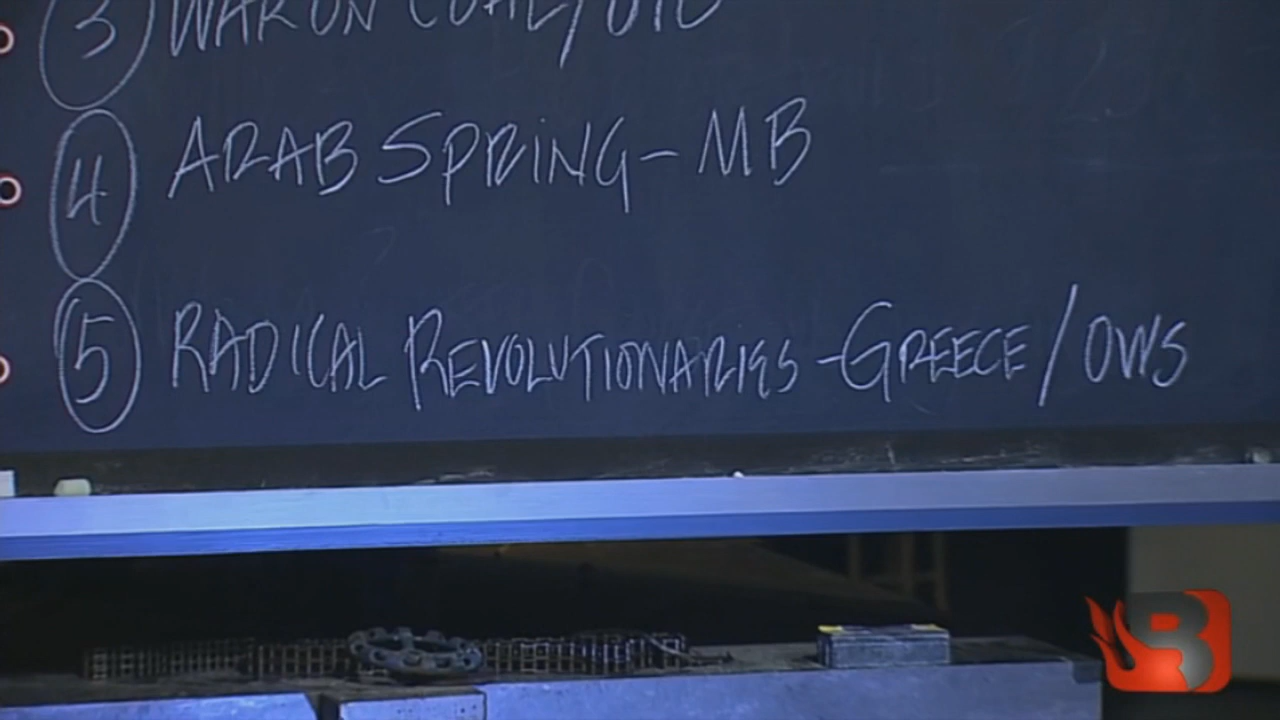 3 WAR ON COAL/OIL
4 ARAB SPRING - MB
5 RADICAL REVOLUTIONARIES - GREECE/OWS
B